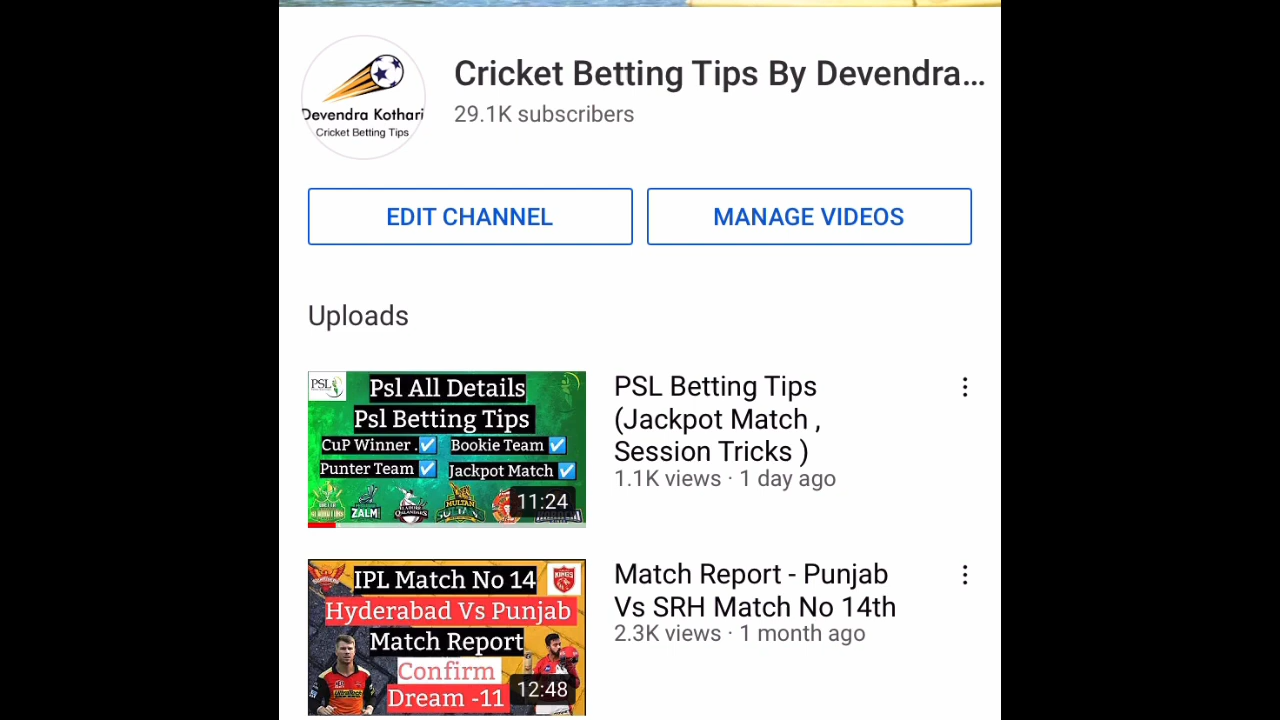 Cricket Betting Tips By Devendra...
29.1K subscribers
Devendra Kothari
Cricket Betting Tips
EDIT CHANNEL
MANAGE VIDEOS
Uploads
PSL
Psl All Details
Psl Betting Tips
CuP Winner .✅ Bookie Team ✅
Punter Team ✅ Jackpot Match ✅
ZALM
MULTAN
11:24
PSL Betting Tips
(Jackpot Match ,
Session Tricks )
1.1K views · 1 day ago
IPL Match No 14
KINGS
Hyderabad Vs Punjab
Match Report
Confirm
Dream -11
12:48
Match Report - Punjab
Vs SRH Match No 14th
2.3K views · 1 month ago